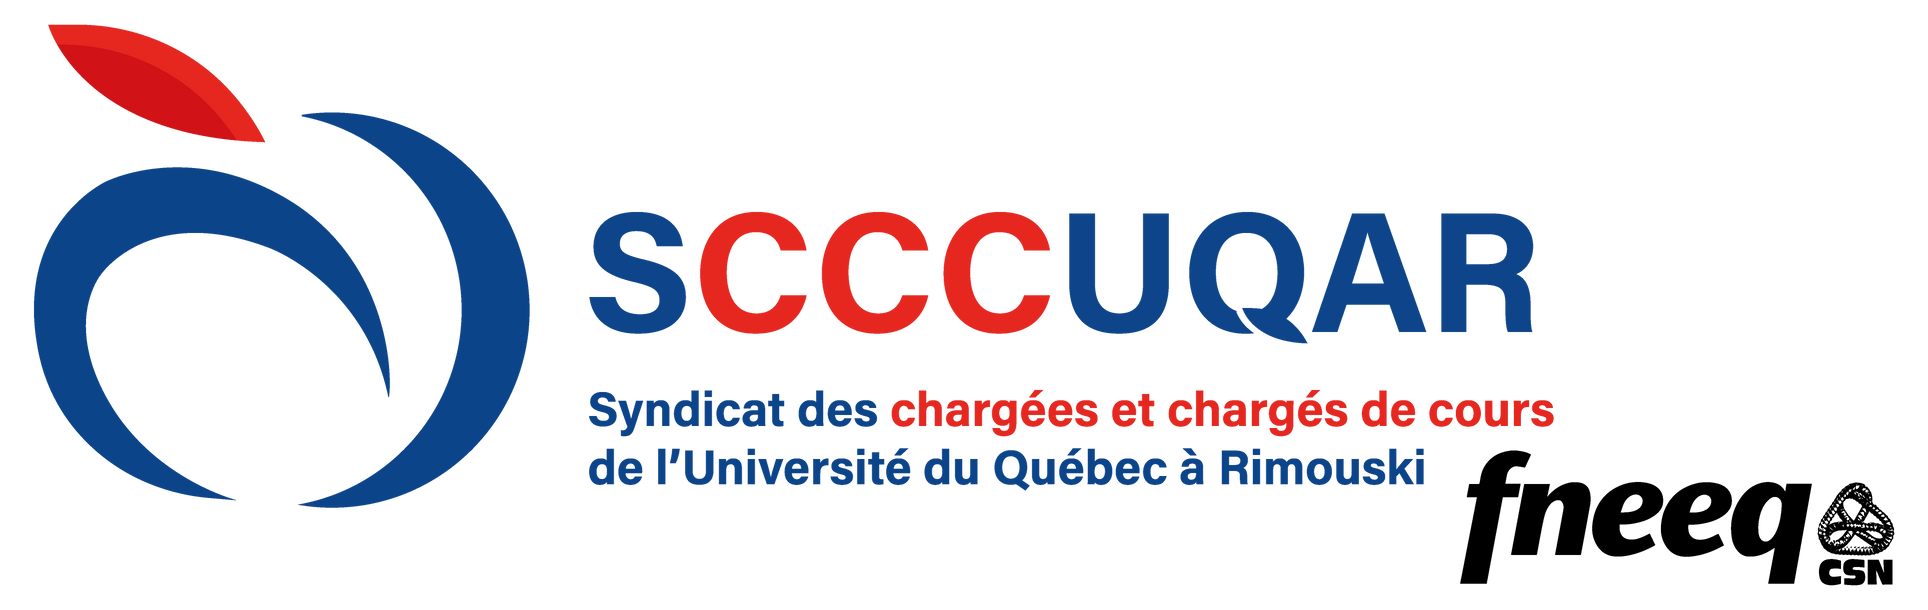 SCCCUQAR
Syndicat des chargées et chargés de cours
de l’Université du Québec à Rimouski
fneeq
CSN